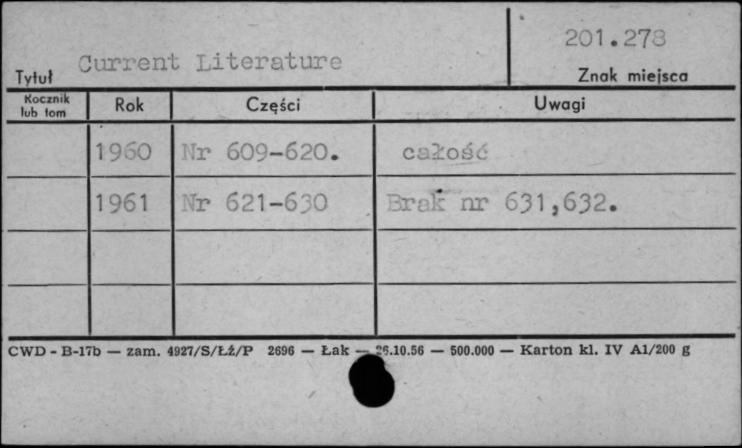 201.278
Current Literature
Tytuł
Znak miejsca
Rocznik lub tom Rok Części Uwagi
1960 Nr 609-620. całość
1961 Nr 621-630 Brak nr 631,632.
CWD - B-17b — zam. 4927/S/Łź/P 2696 — Łak — 26.10.56 — 500.000 — Karton kl. IV A1/200 g